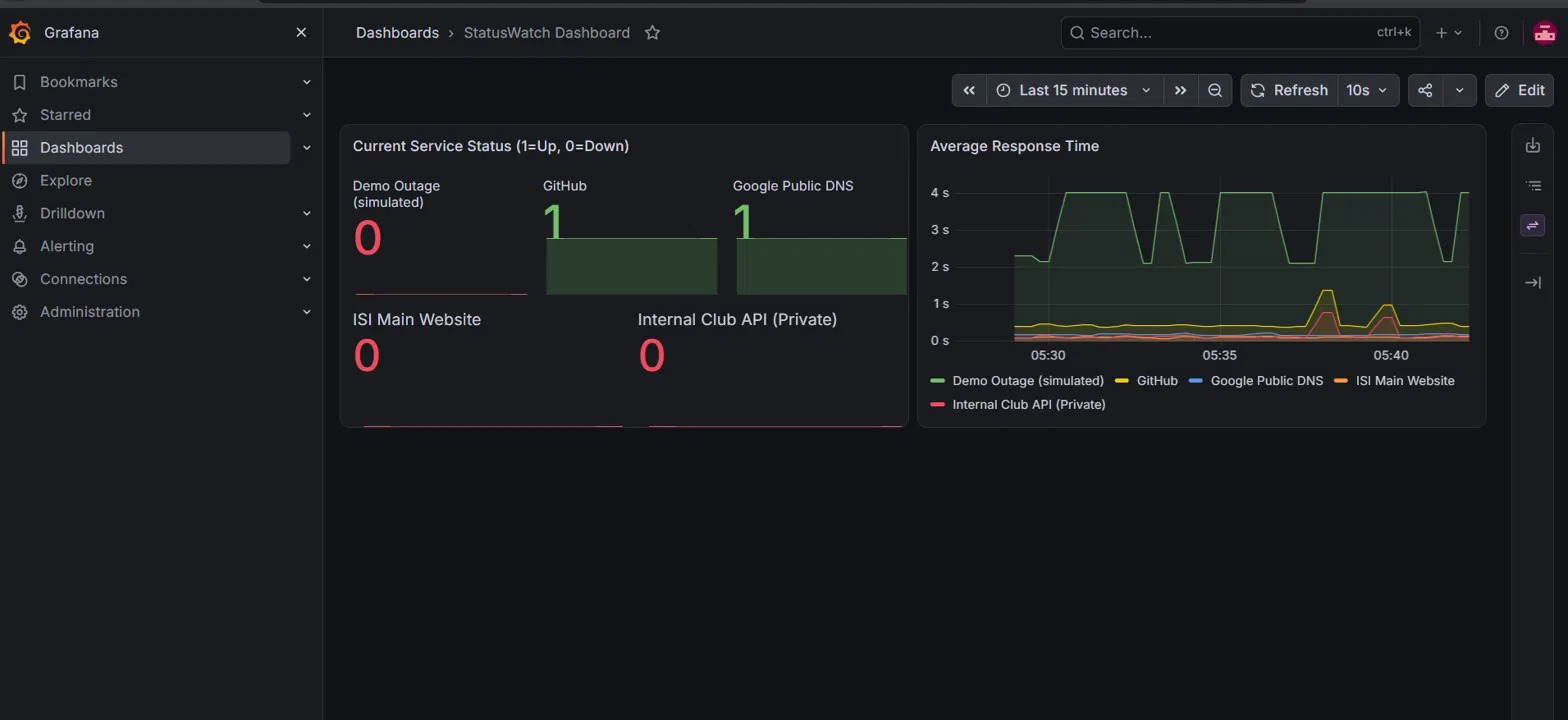 Grafana
Dashboards › StatusWatch Dashboard
Search... ctrl+k
Bookmarks
Starred
Dashboards
Explore
Drilldown
Alerting
Connections
Administration
Last 15 minutes
Refresh 10s
Edit
Current Service Status (1=Up, 0=Down)
Demo Outage
(simulated)
0
GitHub
1
Google Public DNS
1
ISI Main Website
0
Internal Club API (Private)
0
Average Response Time
4 s
3 s
2 s
1 s
0 s
05:30 05:35 05:40
Demo Outage (simulated) GitHub Google Public DNS ISI Main Website
Internal Club API (Private)